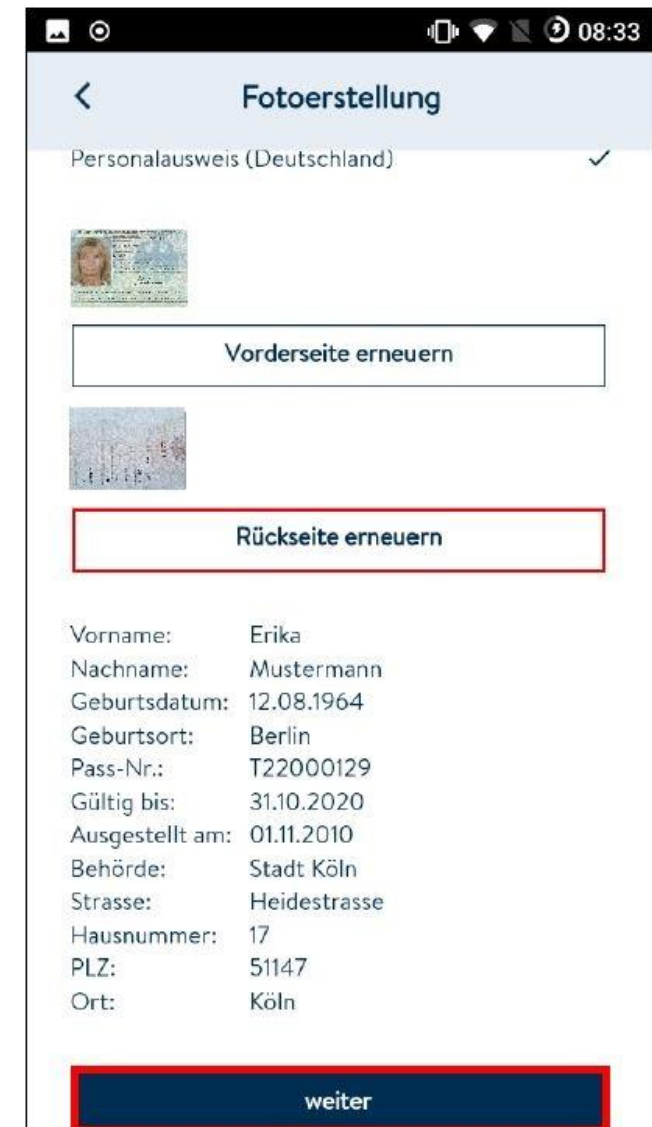 08:33
Fotoerstellung
Personalausweis (Deutschland)
Vorderseite erneuern
Rückseite erneuern
Vorname: Erika
Nachname: Mustermann
Geburtsdatum: 12.08.1964
Geburtsort: Berlin
Pass-Nr.: T22000129
Gültig bis: 31.10.2020
Ausgestellt am: 01.11.2010
Behörde: Stadt Köln
Strasse: Heidestrasse
Hausnummer: 17
PLZ: 51147
Ort: Köln
weiter